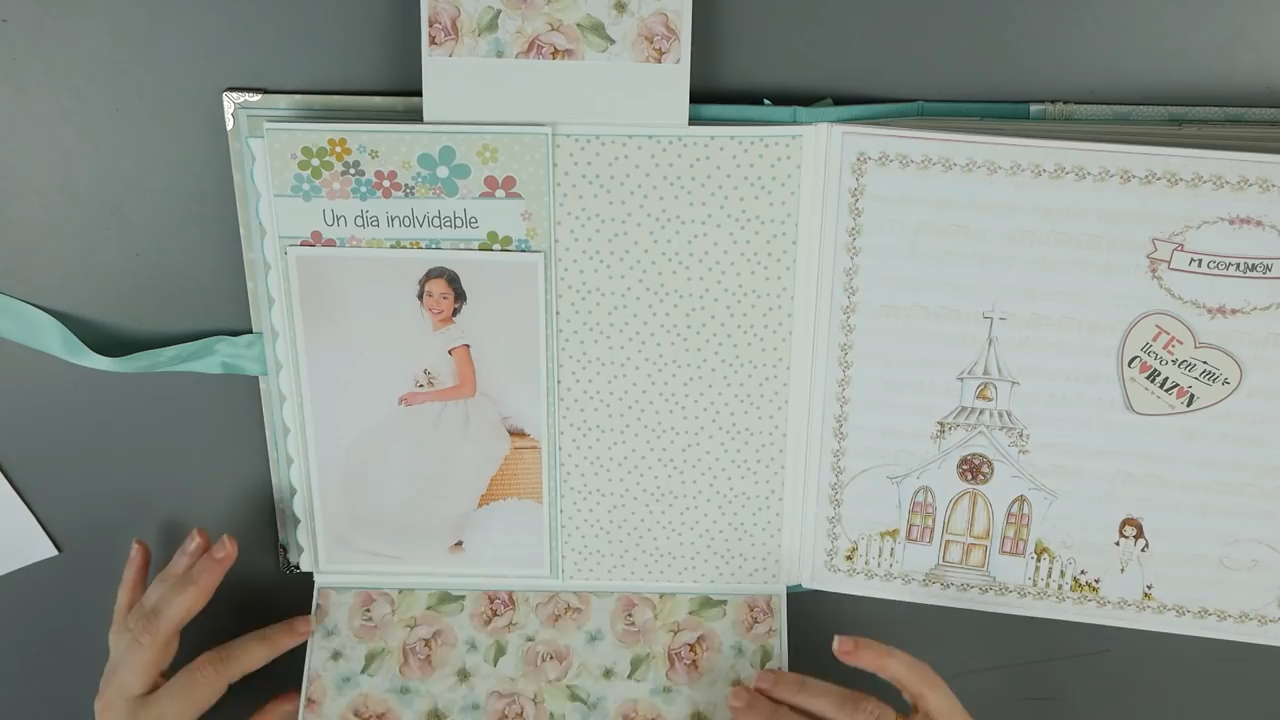 Un día inolvidable
MI COMUNIÓN
TE
llevo en mi
CORAZÓN